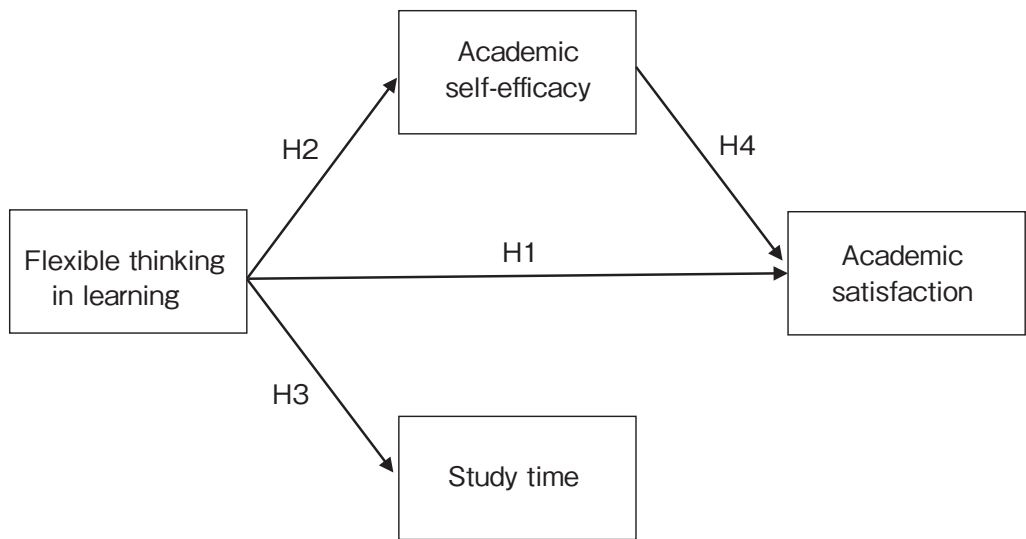 Academic
self-efficacy
H2
H4
Flexible thinking
in learning
H1
Academic
satisfaction
H3
Study time